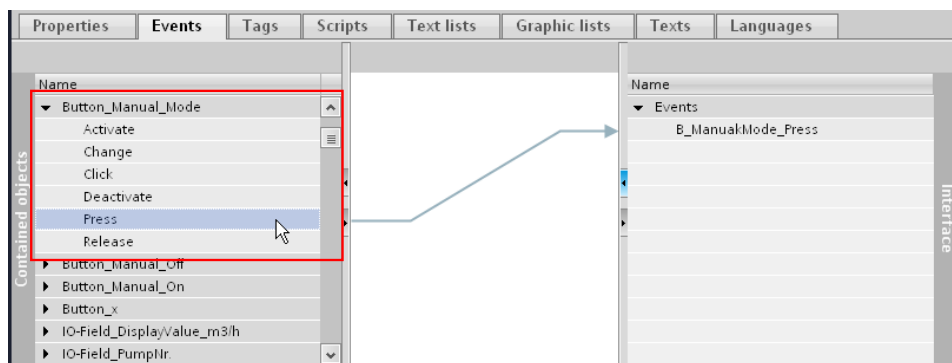 Properties Events Tags Scripts Text lists Graphic lists Texts Languages
Contained objects
Name
Button_Manual_Mode
Activate
Change
Click
Deactivate
Press
Release
Button_Manual_Off
Button_Manual_On
Button_x
IO-Field_DisplayValue_m3/h
IO-Field_PumpNr.
Name
Events
B_ManuakMode_Press
Interface